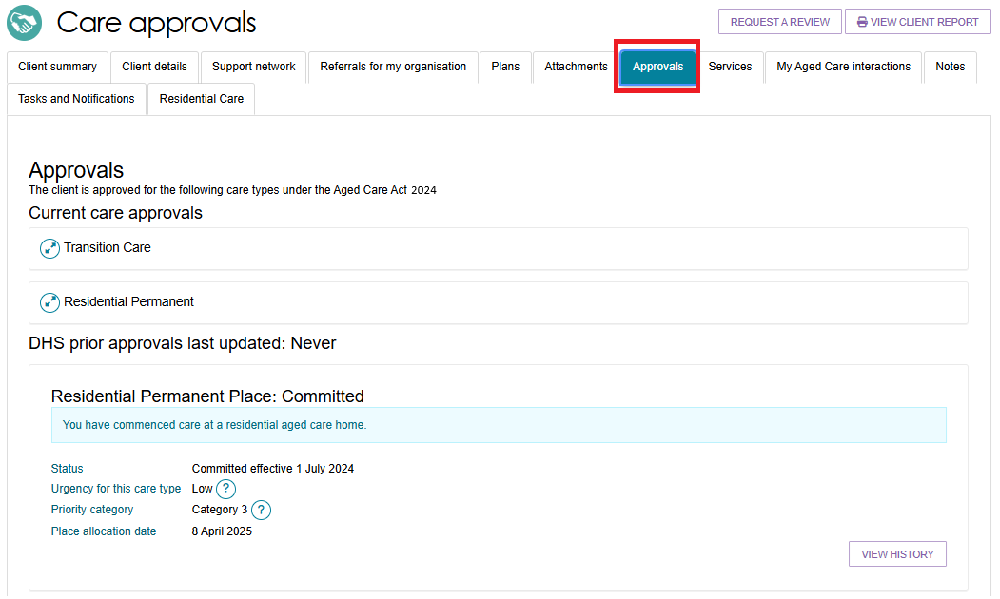 Care approvals
REQUEST A REVIEW
VIEW CLIENT REPORT
Client summary
Client details
Support network
Referrals for my organisation
Plans
Attachments
Approvals
Services
My Aged Care interactions
Notes
Tasks and Notifications
Residential Care
Approvals
The client is approved for the following care types under the Aged Care Act 2024
Current care approvals
Transition Care
Residential Permanent
DHS prior approvals last updated: Never
Residential Permanent Place: Committed
You have commenced care at a residential aged care home.
Status Committed effective 1 July 2024
Urgency for this care type Low ?
Priority category Category 3 ?
Place allocation date 8 April 2025
VIEW HISTORY